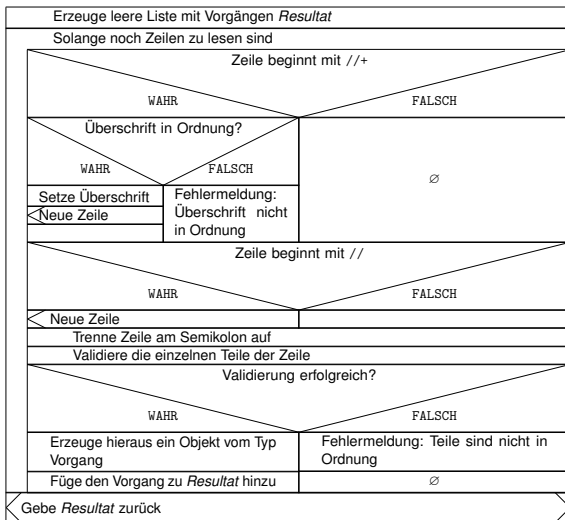 Erzeuge leere Liste mit Vorgängen Resultat
Solange noch Zeilen zu lesen sind
Zeile beginnt mit //+
WAHR
FALSCH
Überschrift in Ordnung?
WAHR
FALSCH
Setze Überschrift
Neue Zeile
Fehlermeldung:
Überschrift nicht
in Ordnung
∅
Zeile beginnt mit //
WAHR
FALSCH
Neue Zeile
Trenne Zeile am Semikolon auf
Validiere die einzelnen Teile der Zeile
Validierung erfolgreich?
WAHR
FALSCH
Erzeuge hieraus ein Objekt vom Typ
Vorgang
Fehlermeldung: Teile sind nicht in
Ordnung
Füge den Vorgang zu Resultat hinzu
∅
Gebe Resultat zurück